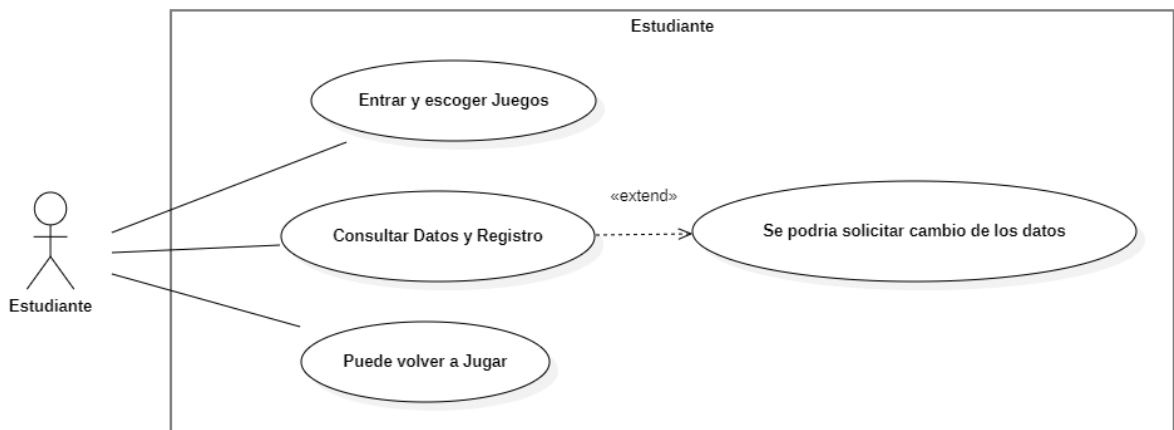 Estudiante
Entrar y escoger Juegos
«extend»
Consultar Datos y Registro
Se podria solicitar cambio de los datos
Estudiante
Puede volver a Jugar